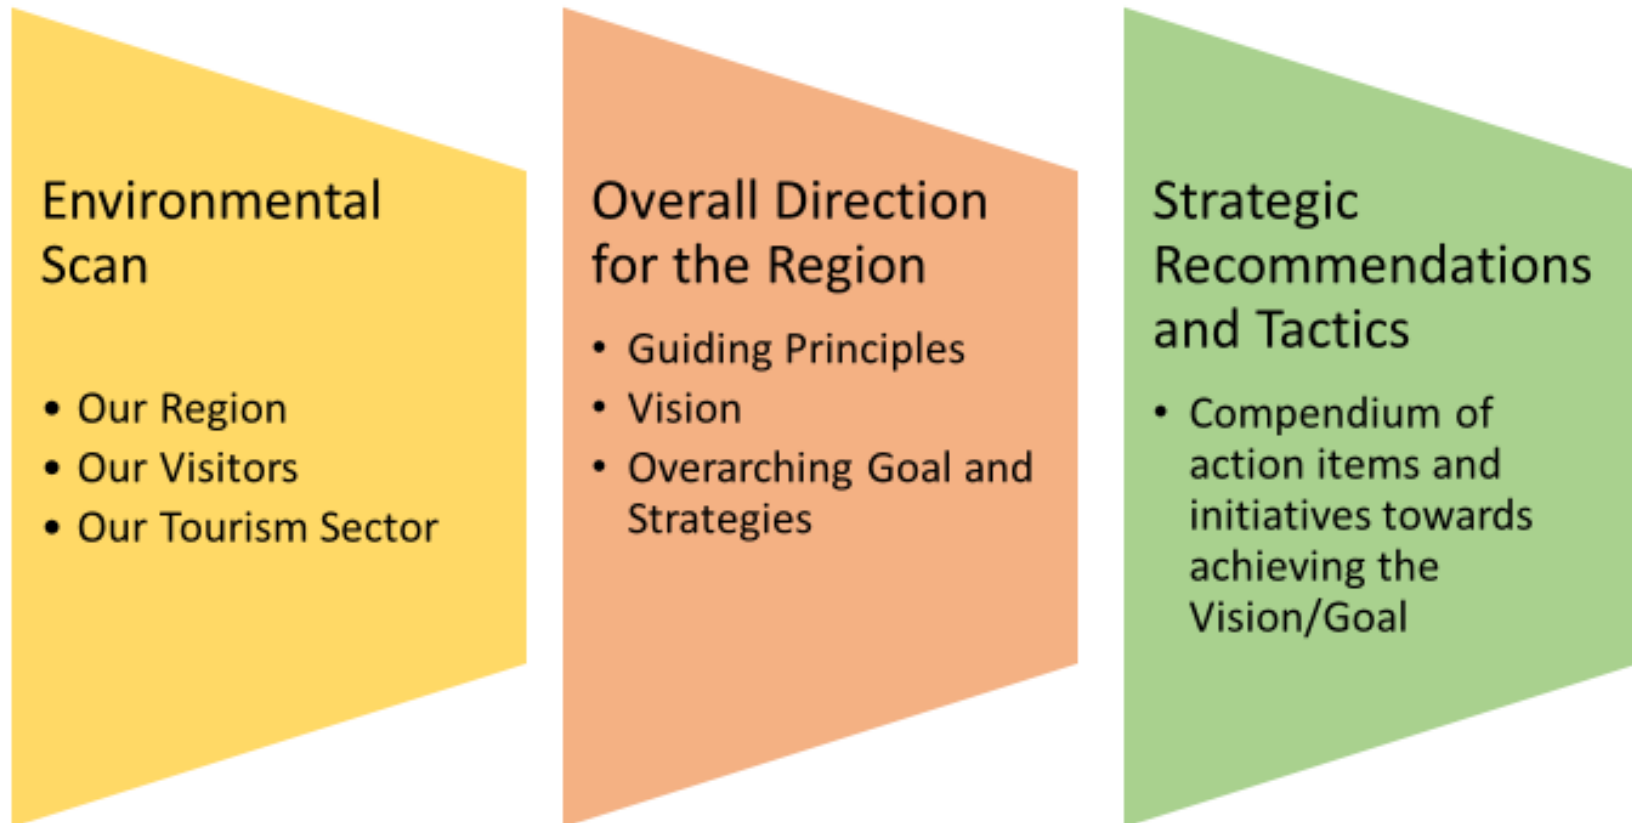 Environmental
Scan
• Our Region
• Our Visitors
• Our Tourism Sector
Overall Direction
for the Region
• Guiding Principles
• Vision
• Overarching Goal and
Strategies
Strategic
Recommendations
and Tactics
• Compendium of
action items and
initiatives towards
achieving the
Vision/Goal